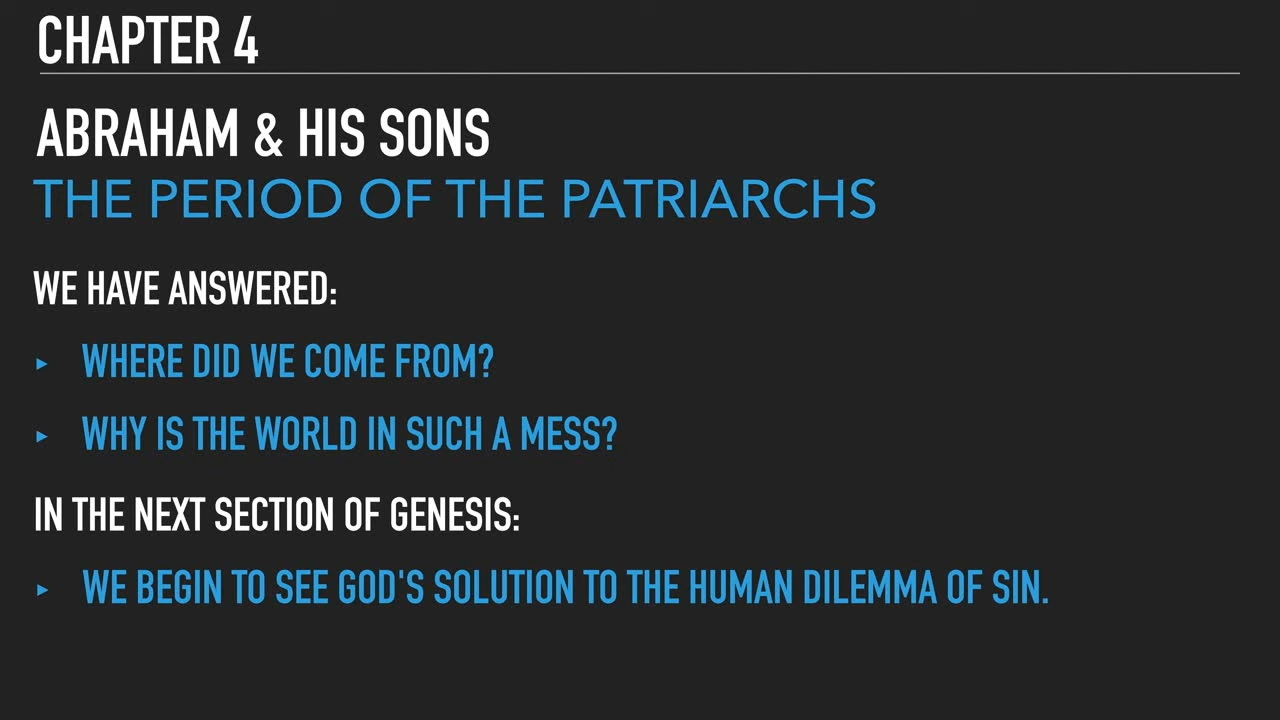 CHAPTER 4
ABRAHAM & HIS SONS
THE PERIOD OF THE PATRIARCHS
WE HAVE ANSWERED:
▸ WHERE DID WE COME FROM?
▸ WHY IS THE WORLD IN SUCH A MESS?
IN THE NEXT SECTION OF GENESIS:
▸ WE BEGIN TO SEE GOD'S SOLUTION TO THE HUMAN DILEMMA OF SIN.